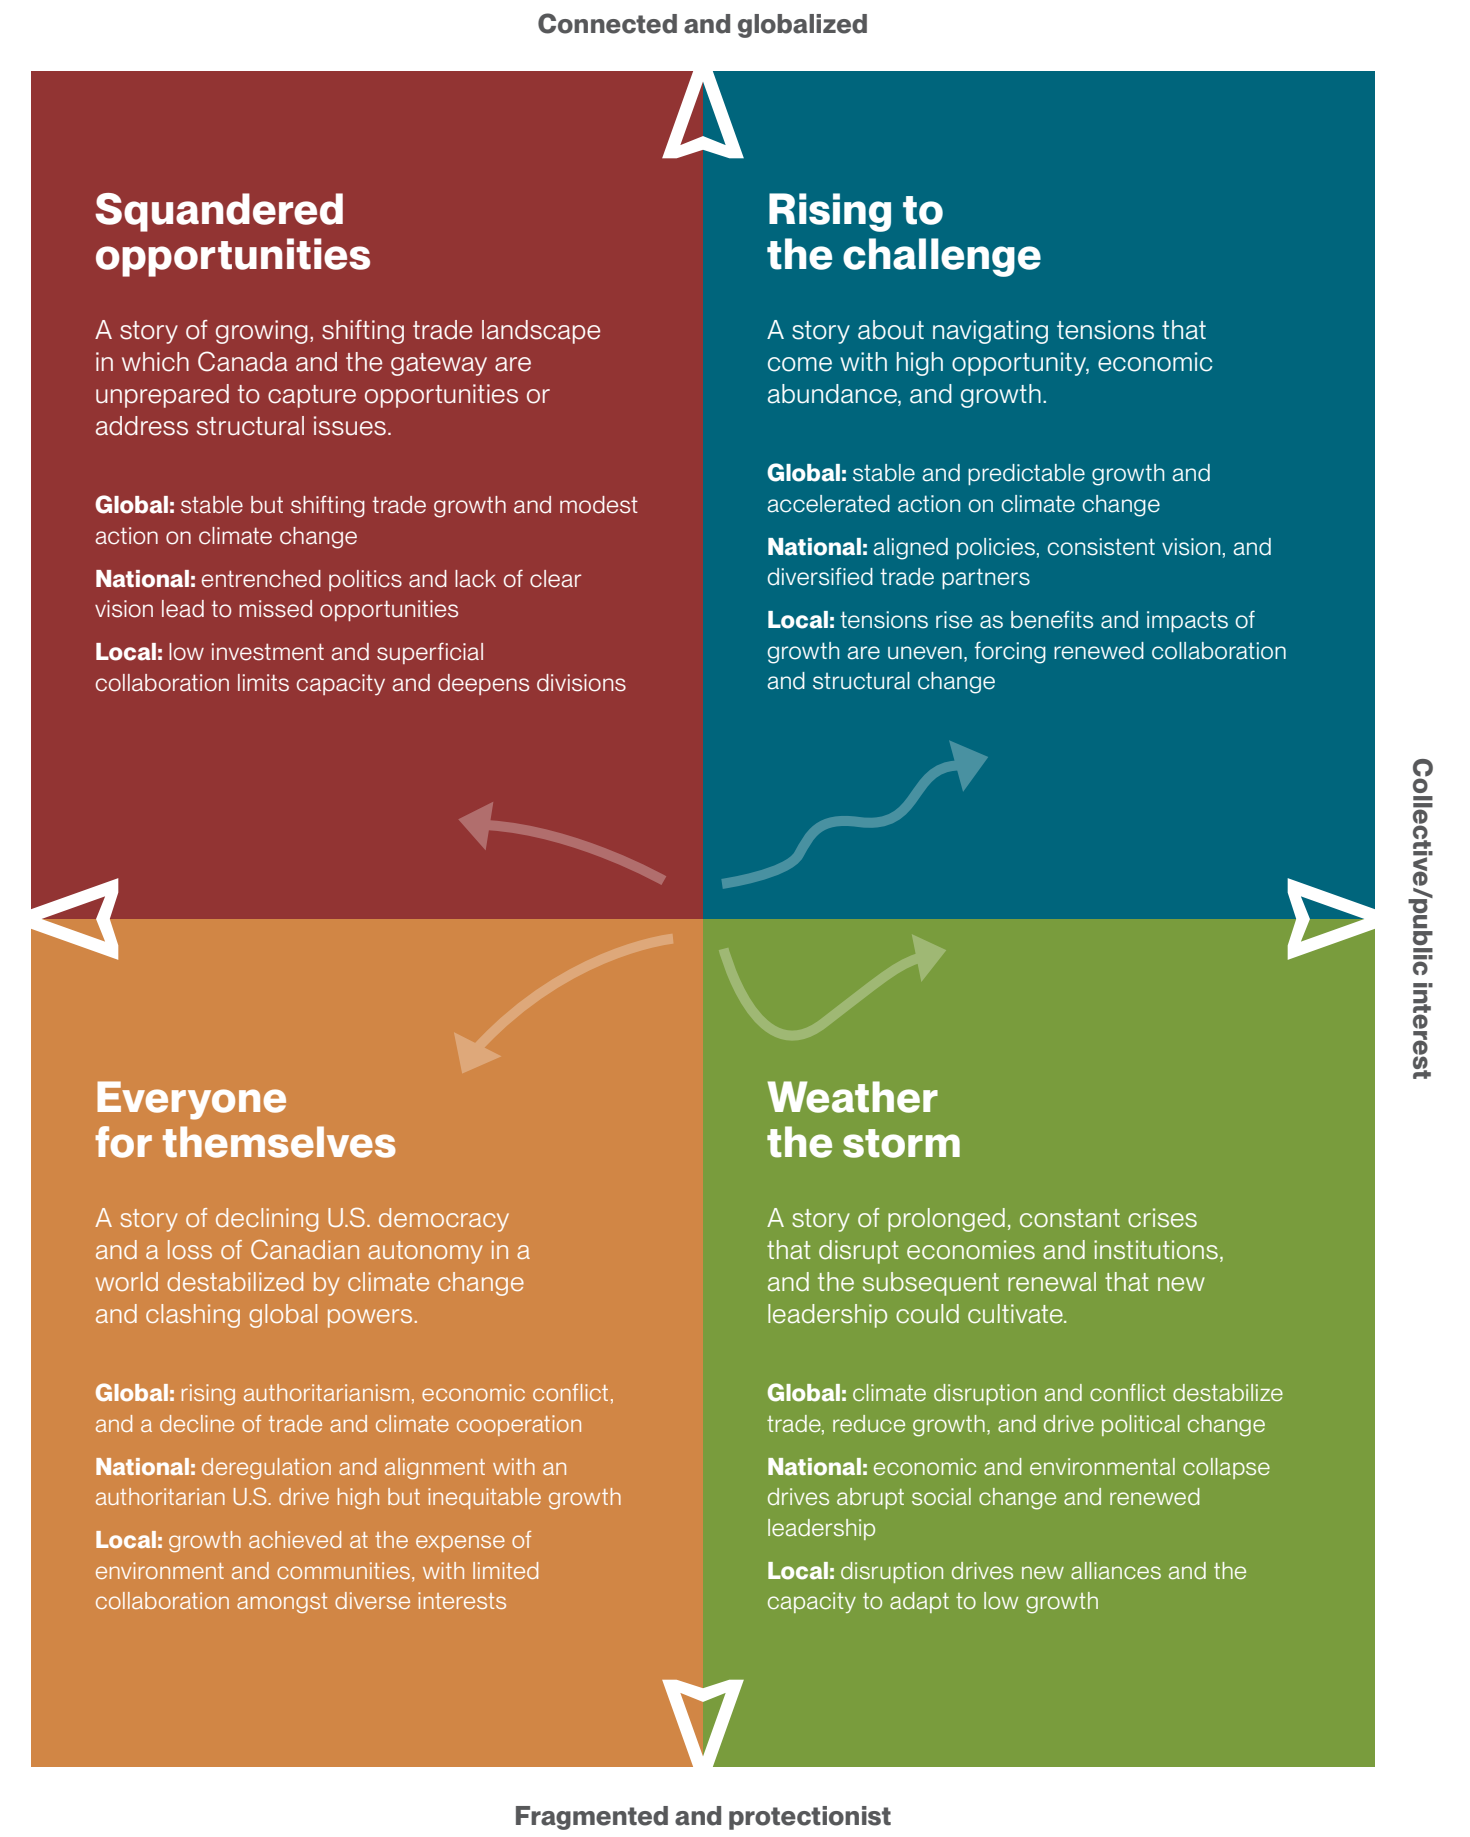 Connected and globalized
Squandered
opportunities
A story of growing, shifting trade landscape
in which Canada and the gateway are
unprepared to capture opportunities or
address structural issues.
Global: stable but shifting trade growth and modest
action on climate change
National: entrenched politics and lack of clear
vision lead to missed opportunities
Local: low investment and superficial
collaboration limits capacity and deepens divisions
Rising to
the challenge
A story about navigating tensions that
come with high opportunity, economic
abundance, and growth.
Global: stable and predictable growth and
accelerated action on climate change
National: aligned policies, consistent vision, and
diversified trade partners
Local: tensions rise as benefits and impacts of
growth are uneven, forcing renewed collaboration
and structural change
Collective/public interest
Everyone
for themselves
A story of declining U.S. democracy
and a loss of Canadian autonomy in a
world destabilized by climate change
and clashing global powers.
Global: rising authoritarianism, economic conflict,
and a decline of trade and climate cooperation
National: deregulation and alignment with an
authoritarian U.S. drive high but inequitable growth
Local: growth achieved at the expense of
environment and communities, with limited
collaboration amongst diverse interests
Weather
the storm
A story of prolonged, constant crises
that disrupt economies and institutions,
and the subsequent renewal that new
leadership could cultivate.
Global: climate disruption and conflict destabilize
trade, reduce growth, and drive political change
National: economic and environmental collapse
drives abrupt social change and renewed
leadership
Local: disruption drives new alliances and the
capacity to adapt to low growth
Fragmented and protectionist